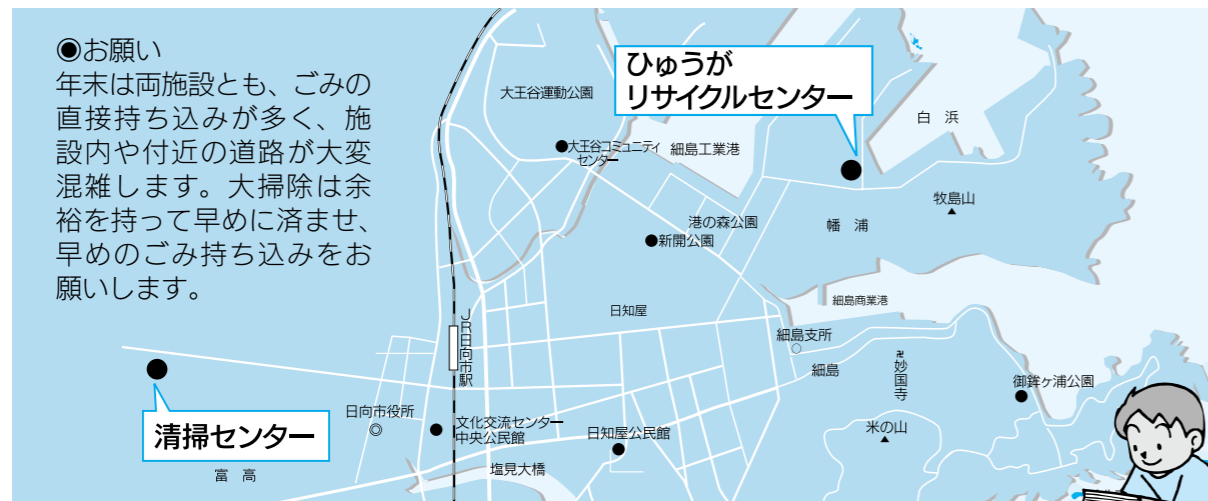 ◉お願い
年末は両施設とも、ごみの
直接持ち込みが多く、施
設内や付近の道路が大変
混雑します。大掃除は余
裕を持って早めに済ませ、
早めのごみ持ち込みをお
願いします。
ひゅうが
リサイクルセンター
大王谷運動公園
白浜
大王谷コミュニティ
センター
細島工業港
牧島山
港の森公園
幡浦
新開公園
細島商業港
日知屋
JR日向市駅
細島支所
細島
卍妙国寺
御鉾ヶ浦公園
清掃センター
日向市役所
文化交流センター
中央公民館
日知屋公民館
米の山
塩見大橋
富高